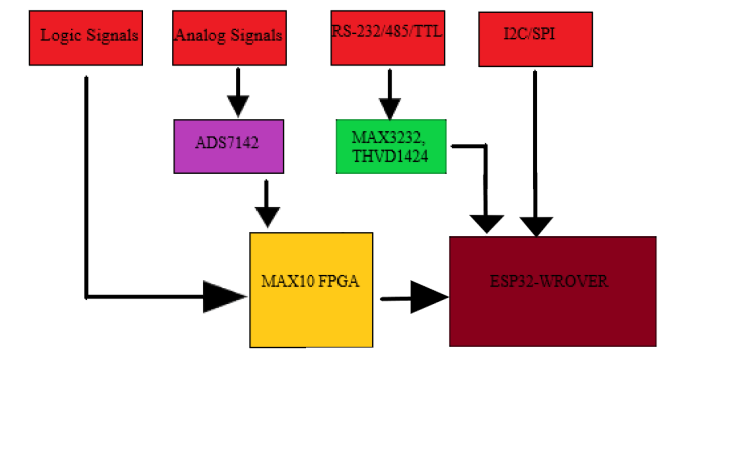 Logic Signals
Analog Signals
RS-232/485/TTL
I2C/SPI
ADS7142
MAX3232,
THVD1424
MAX10 FPGA
ESP32-WROVER